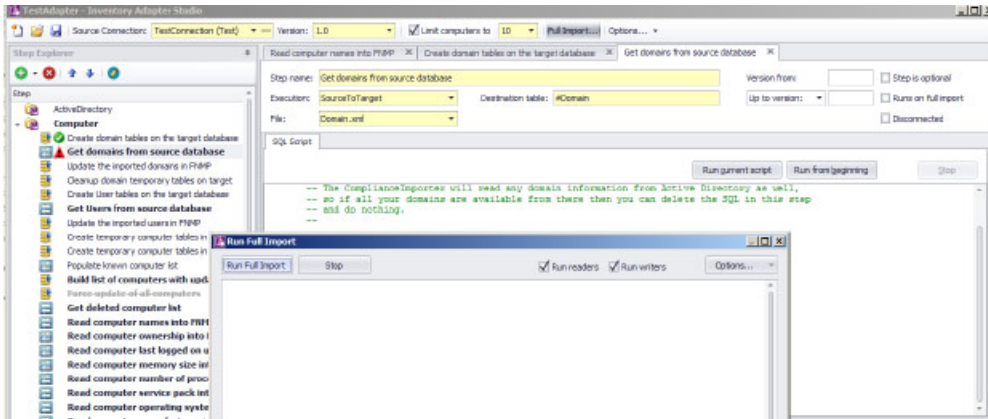 TestAdapter - Inventory Adapter Studio
Source Connection: TestConnection (Test) Version: 1.0 Limit computers to 10 Full Import... Options...
Step Explorer
Read computer names into FNMP Create domain tables on the target database Get domains from source database
Step name: Get domains from source database Version from: Step is optional
Execution: SourceToTarget Destination table: #Domain Up to version: Runs on full import
File: Domain.xml Disconnected
SQL Script
Run current script Run from beginning Stop
-- The ComplianceImporter will read any domain information from Active Directory as well,
-- so if all your domains are available from there then you can delete the SQL in this step
-- and do nothing.
--
Step
ActiveDirectory
Computer
Create domain tables on the target database
Get domains from source database
Update the imported domains in FNMP
Cleanup domain temporary tables on target
Create User tables on the target database
Get Users from source database
Update the imported users in FNMP
Create temporary computer tables in
Create temporary computer tables in
Populate known computer list
Build list of computers with upd
Force update of all computers
Get deleted computer list
Read computer names into FNM
Read computer ownership into
Read computer last logged on u
Read computer memory size in
Read computer number of proc
Read computer service pack int
Read computer operating syste
Run Full Import
Run Full Import Stop Run readers Run writers Options...